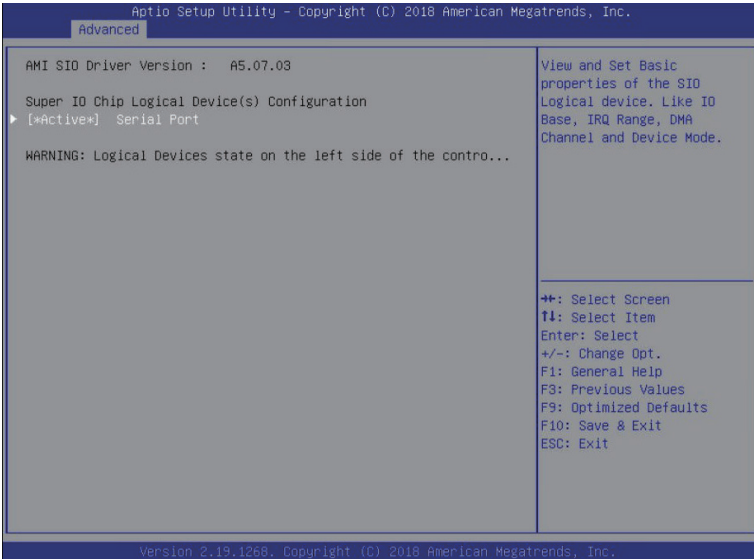 Aptio Setup Utility – Copyright (C) 2018 American Megatrends, Inc.
Advanced
AMI SIO Driver Version :   A5.07.03
Super IO Chip Logical Device(s) Configuration
[*Active*]  Serial Port
WARNING: Logical Devices state on the left side of the contro...
View and Set Basic
properties of the SIO
Logical device. Like IO
Base, IRQ Range, DMA
Channel and Device Mode.
→←: Select Screen
↑↓: Select Item
Enter: Select
+/-: Change Opt.
F1: General Help
F3: Previous Values
F9: Optimized Defaults
F10: Save & Exit
ESC: Exit
Version 2.19.1268. Copyright (C) 2018 American Megatrends, Inc.